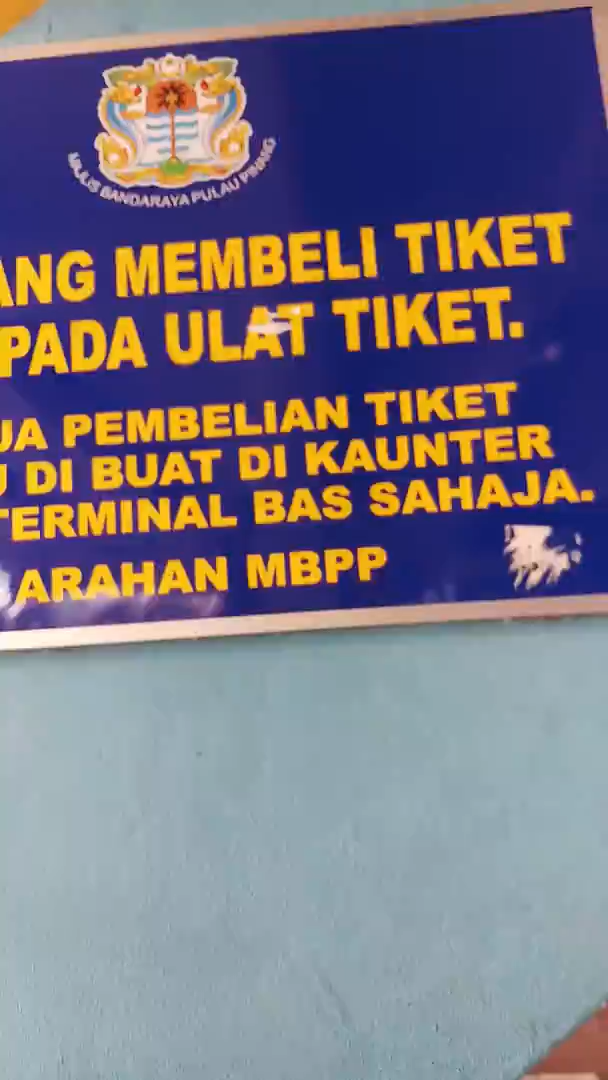 MAJLIS BANDARAYA PULAU PINANG
ANG MEMBELI TIKET
PADA ULAT TIKET.
UA PEMBELIAN TIKET
U DI BUAT DI KAUNTER
TERMINAL BAS SAHAJA.
ARAHAN MBPP